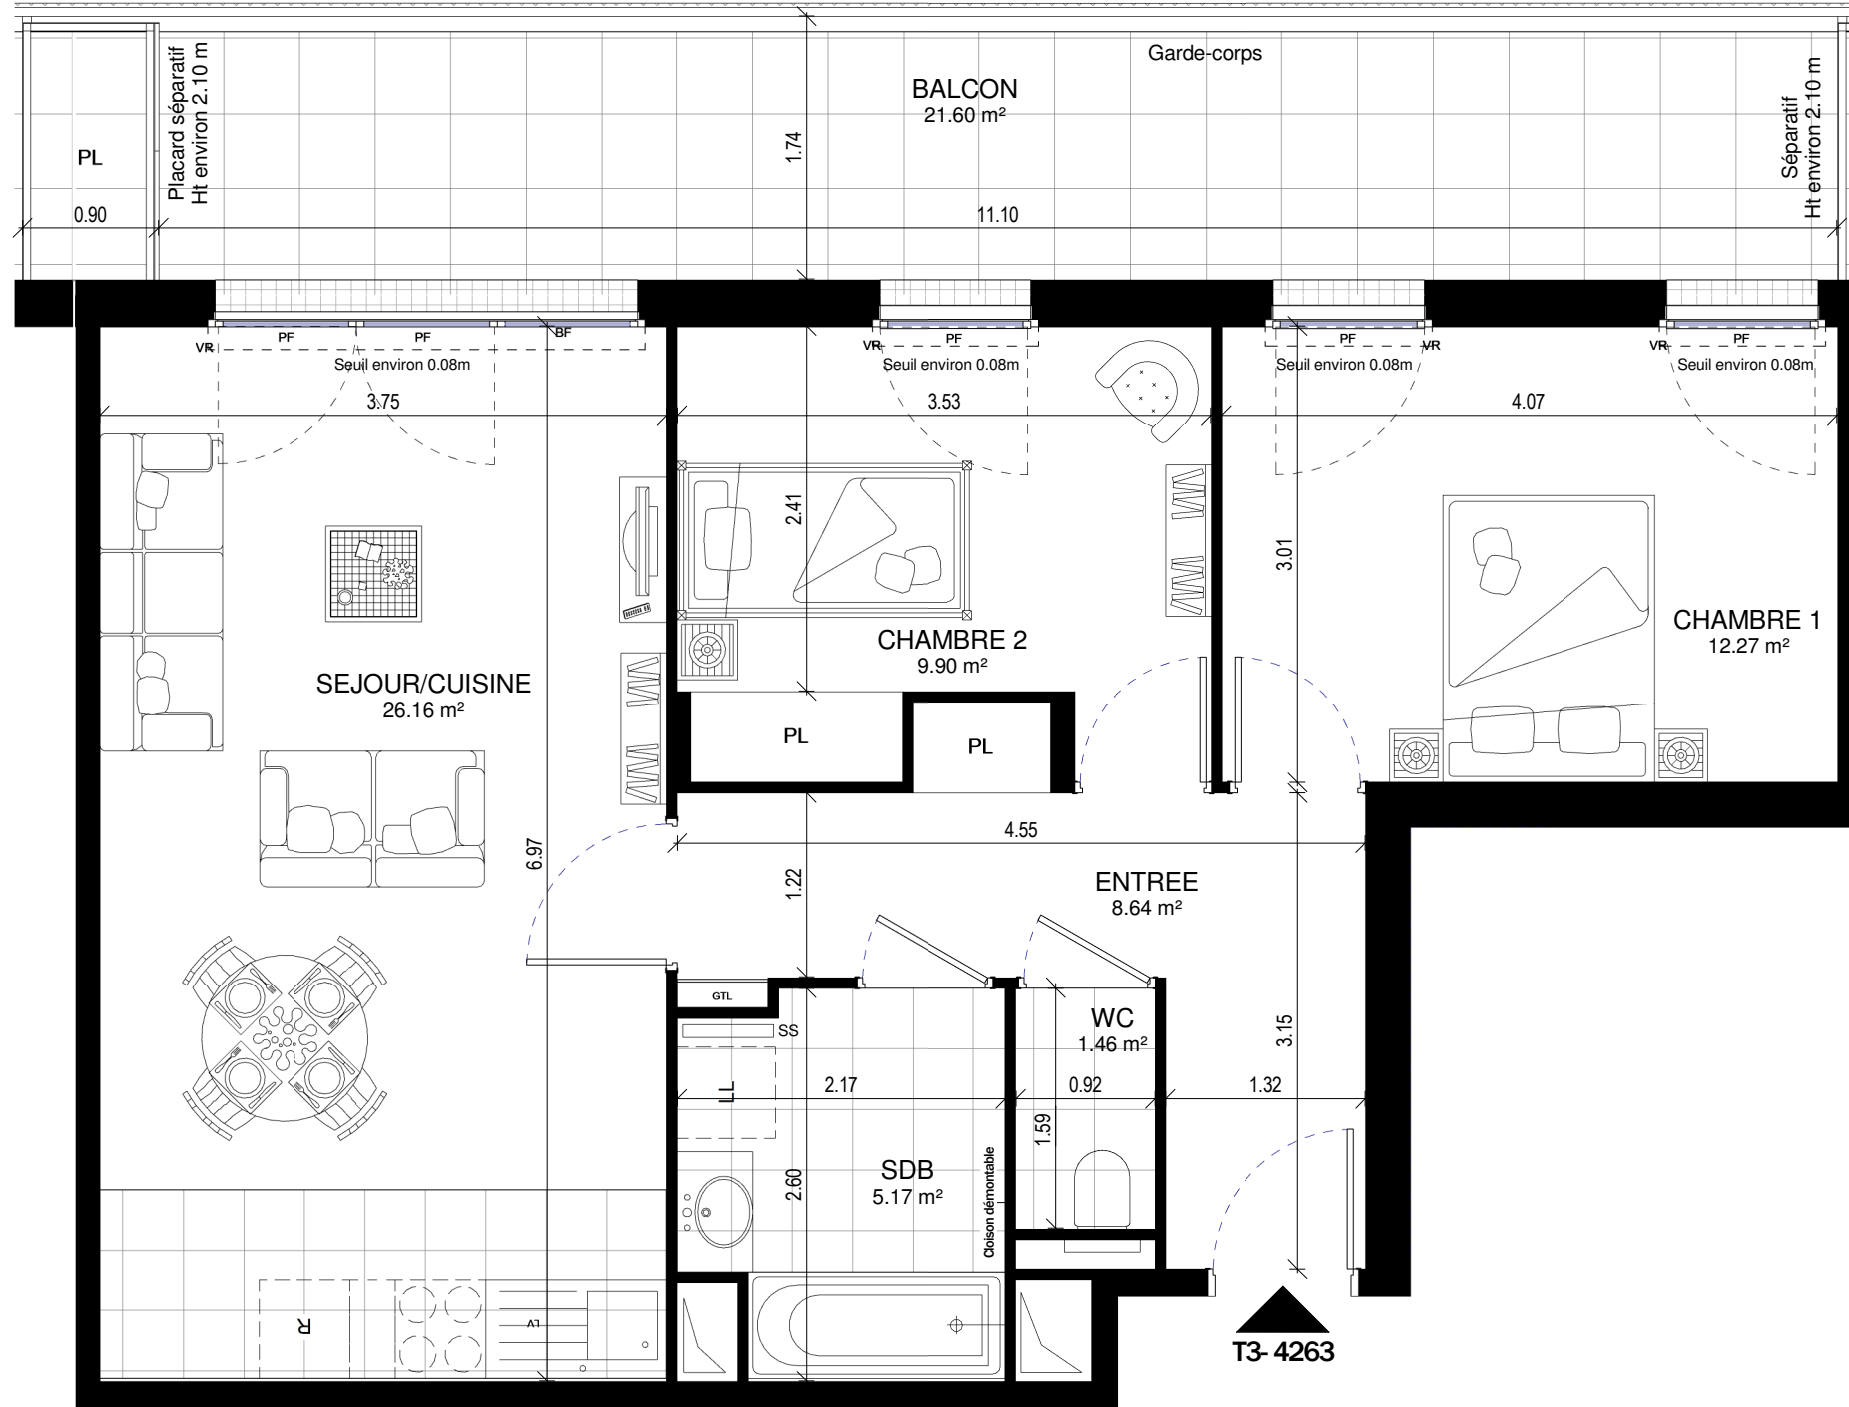 Garde-corps
BALCON
21.60 m²
Placard séparatif
Ht environ 2.10 m
Séparatif
Ht environ 2.10 m
PL
1.74
0.90
11.10
VR
PF
PF
BF
Seuil environ 0.08m
VR
PF
Seuil environ 0.08m
PF
VR
Seuil environ 0.08m
VR
PF
Seuil environ 0.08m
3.75
3.53
4.07
2.41
3.01
CHAMBRE 2
9.90 m²
CHAMBRE 1
12.27 m²
SEJOUR/CUISINE
26.16 m²
PL
PL
6.97
4.55
1.22
ENTREE
8.64 m²
GTL
SS
WC
1.46 m²
3.15
LL
2.17
0.92
1.32
1.59
2.60
SDB
5.17 m²
Cloison démontable
R
LV
T3- 4263